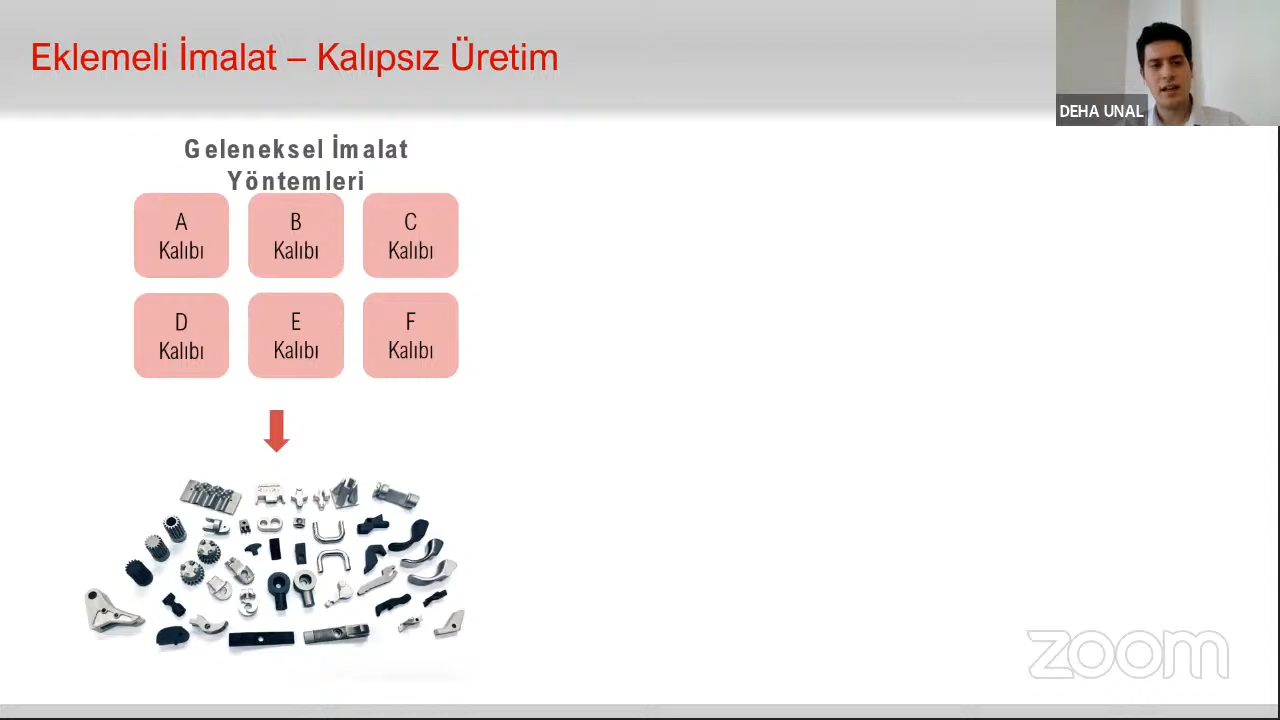 Eklemeli İmalat – Kalıpsız Üretim
DEHA UNAL
Geleneksel İmalat
Yöntemleri
A
Kalıbı
B
Kalıbı
C
Kalıbı
D
Kalıbı
E
Kalıbı
F
Kalıbı
zoom